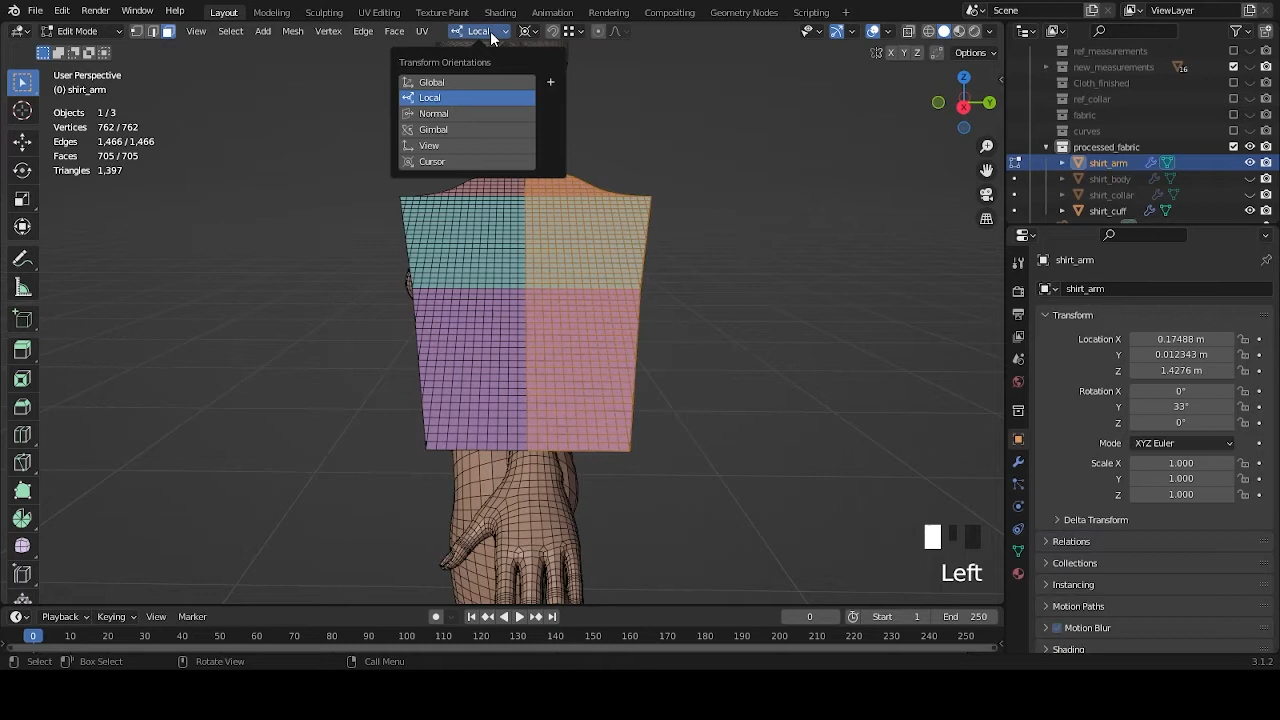 File Edit Render Window Help Layout Modeling Sculpting UV Editing Texture Paint Shading Animation Rendering Compositing Geometry Nodes Scripting + Scene ViewLayer
Edit Mode View Select Add Mesh Vertex Edge Face UV Local
X Y Z Options
User Perspective
(0) shirt_arm
Objects 1 / 3
Vertices 762 / 762
Edges 1,466 / 1,466
Faces 705 / 705
Triangles 1,397
Transform Orientations
Global +
Local
Normal
Gimbal
View
Cursor
Z
Y
X
ref_measurements
new_measurements 26
Cloth_finished
ref_collar
fabric
curves
processed_fabric
shirt_arm
shirt_body
shirt_collar
shirt_cuff
shirt_arm
shirt_arm
Transform
Location X 0.17488 m
Y 0.012343 m
Z 1.4276 m
Rotation X 0°
Y 33°
Z 0°
Mode XYZ Euler
Scale X 1.000
Y 1.000
Z 1.000
Delta Transform
Relations
Collections
Instancing
Motion Paths
Motion Blur
Shading
Left
Playback Keying View Marker 0 Start 1 End 250
0 10 20 30 40 50 60 70 80 90 100 110 120 130 140 150 160 170 180 190 200 210 220 230 240 250
Select Box Select Rotate View Call Menu 3.1.2